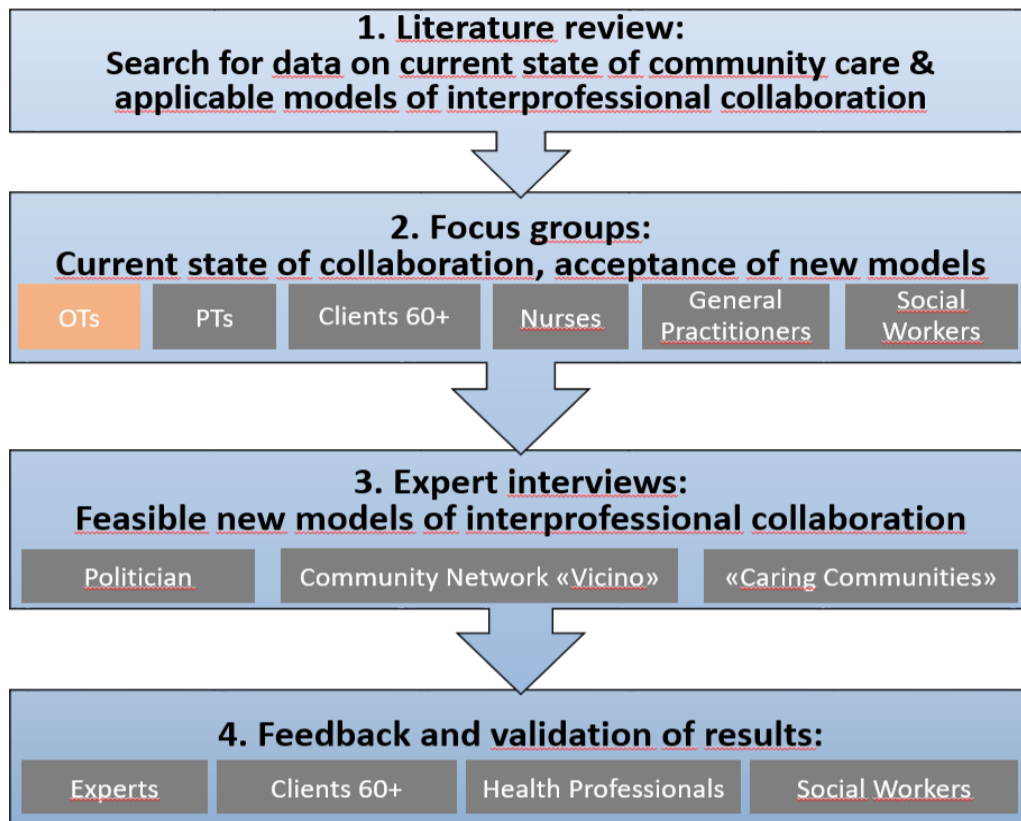 1. Literature review:
Search for data on current state of community care &
applicable models of interprofessional collaboration
2. Focus groups:
Current state of collaboration, acceptance of new models
OTs
PTs
Clients 60+
Nurses
General
Practitioners
Social
Workers
3. Expert interviews:
Feasible new models of interprofessional collaboration
Politician
Community Network «Vicino»
«Caring Communities»
4. Feedback and validation of results:
Experts
Clients 60+
Health Professionals
Social Workers